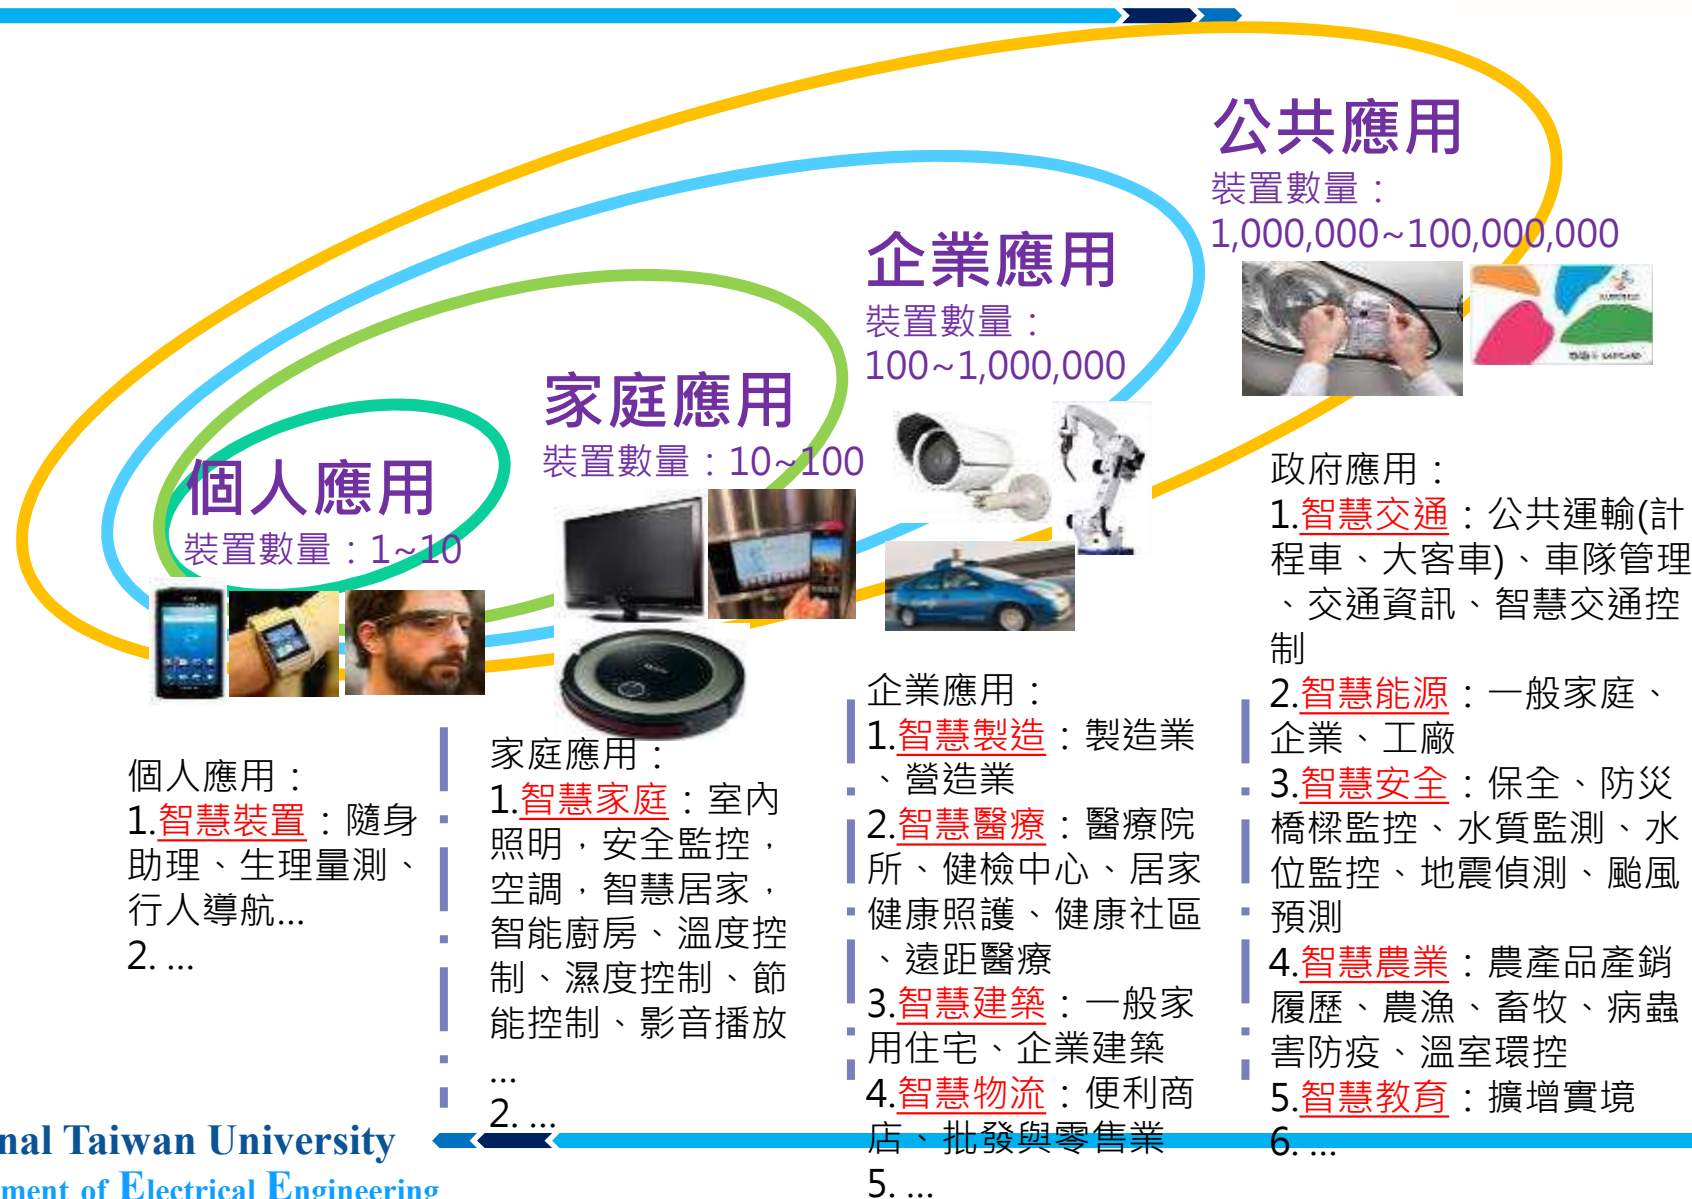 公共應用
裝置數量：
1,000,000~100,000,000
企業應用
裝置數量：
100~1,000,000
家庭應用
裝置數量：10~100
個人應用
裝置數量：1~10
個人應用：
1.智慧裝置：隨身
助理、生理量測、
行人導航...
2. ...
家庭應用：
1.智慧家庭：室內
照明，安全監控，
空調，智慧居家，
智能廚房、溫度控
制、濕度控制、節
能控制、影音播放
...
2. ...
企業應用：
1.智慧製造：製造業
、營造業
2.智慧醫療：醫療院
所、健檢中心、居家
健康照護、健康社區
、遠距醫療
3.智慧建築：一般家
用住宅、企業建築
4.智慧物流：便利商
店、批發與零售業
5. ...
政府應用：
1.智慧交通：公共運輸(計
程車、大客車)、車隊管理
、交通資訊、智慧交通控
制
2.智慧能源：一般家庭、
企業、工廠
3.智慧安全：保全、防災
橋樑監控、水質監測、水
位監控、地震偵測、颱風
預測
4.智慧農業：農產品產銷
履歷、農漁、畜牧、病蟲
害防疫、溫室環控
5.智慧教育：擴增實境
6. ...
nal Taiwan University
ment of Electrical Engineering